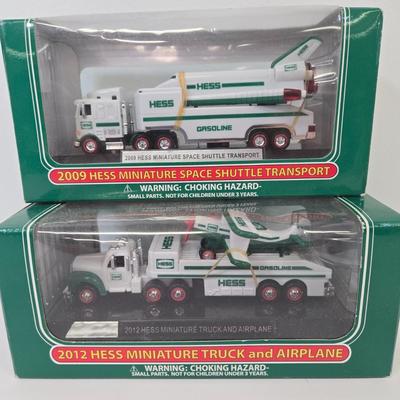 HESS
HESS
GASOLINE
2009 HESS MINIATURE SPACE SHUTTLE TRANSPORT
2009 HESS MINIATURE SPACE SHUTTLE TRANSPORT
WARNING: CHOKING HAZARD-
SMALL PARTS. NOT FOR CHILDREN UNDER 3 YEARS.
GASOLINE
HESS
2012 HESS MINIATURE TRUCK AND AIRPLANE
2012 HESS MINIATURE TRUCK and AIRPLANE
WARNING: CHOKING HAZARD-
SMALL PARTS. NOT FOR CHILDREN UNDER 3 YEARS.